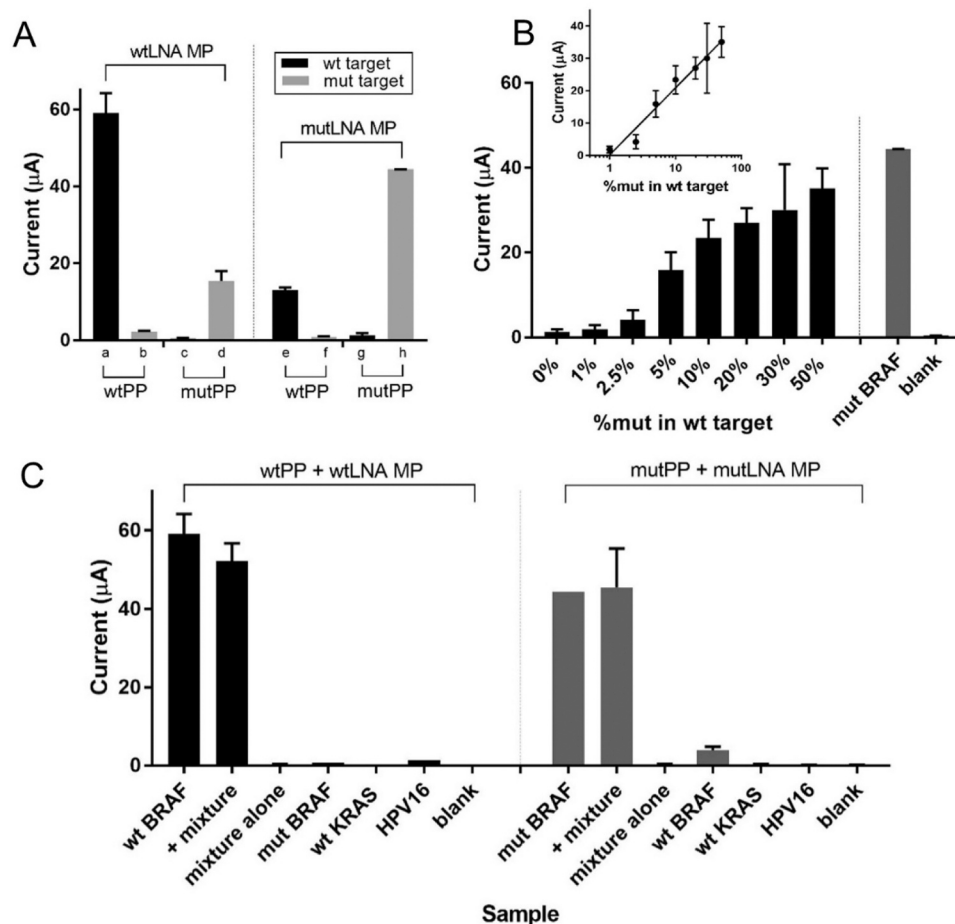 A
wtLNA MP
wt target
mut target
mutLNA MP
Current (μA)
60
40
20
0
a b c d e f g h
wtPP mutPP wtPP mutPP
B
Current (μA)
40
30
20
10
0
1 10 100
%mut in wt target
Current (μA)
60
40
20
0
0% 1% 2.5% 5% 10% 20% 30% 50% mut BRAF blank
%mut in wt target
C
wtPP + wtLNA MP mutPP + mutLNA MP
Current (μA)
60
40
20
0
wt BRAF + mixture mixture alone mut BRAF wt KRAS HPV16 blank mut BRAF + mixture mixture alone wt BRAF wt KRAS HPV16 blank
Sample